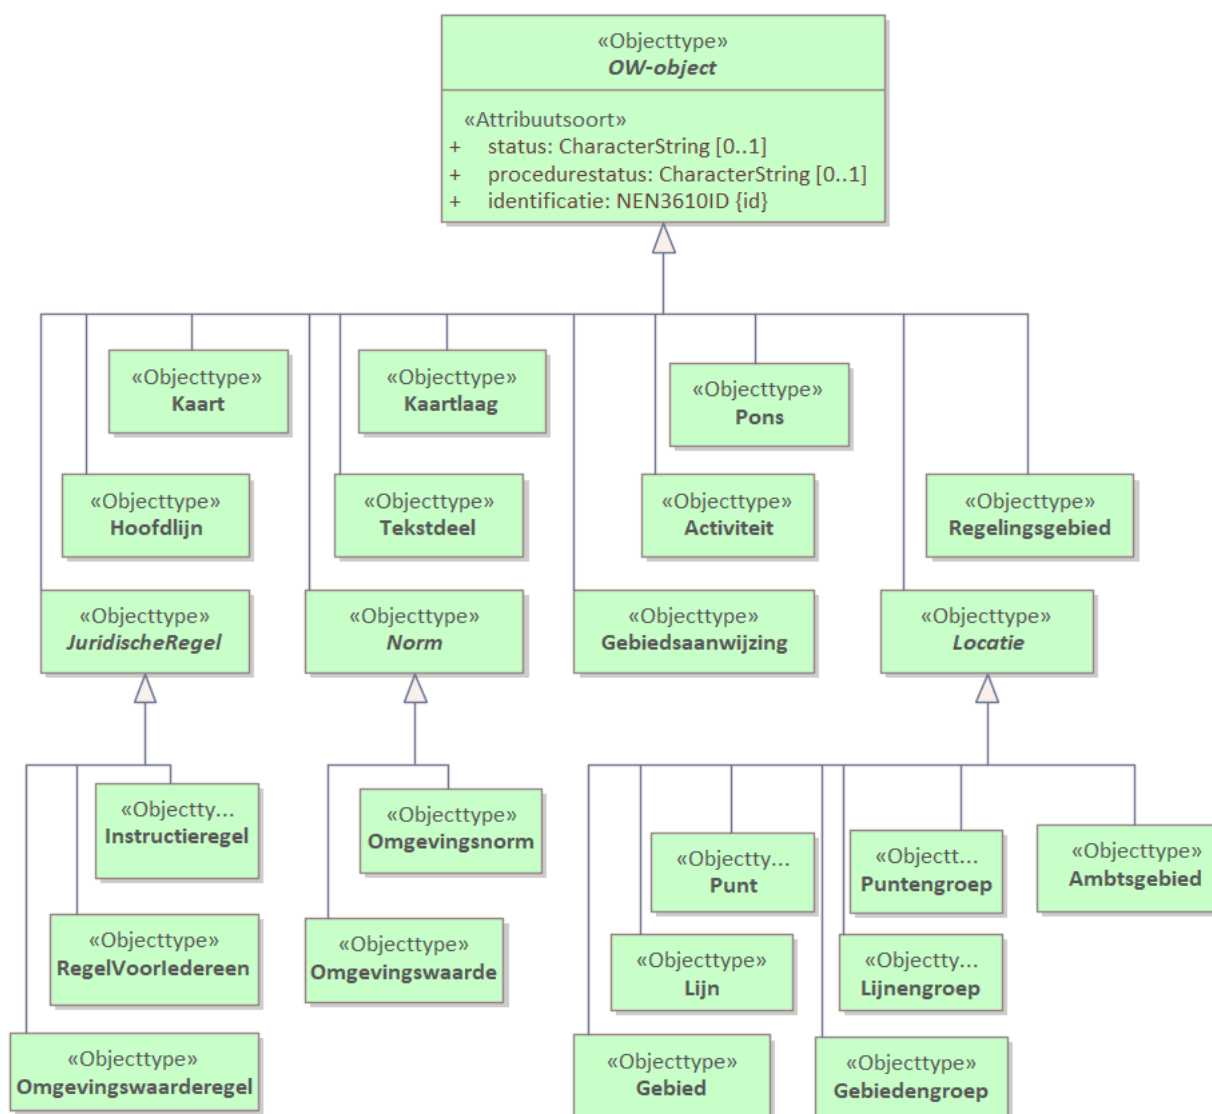 «Objecttype»
OW-object
«Attribuutsoort»
+ status: CharacterString [0..1]
+ procedurestatus: CharacterString [0..1]
+ identificatie: NEN3610ID {id}
«Objecttype»
Kaart
«Objecttype»
Kaartlaag
«Objecttype»
Pons
«Objecttype»
Hoofdlijn
«Objecttype»
Tekstdeel
«Objecttype»
Activiteit
«Objecttype»
Regelingsgebied
«Objecttype»
JuridischeRegel
«Objecttype»
Norm
«Objecttype»
Gebiedsaanwijzing
«Objecttype»
Locatie
«Objectty...
Instructieregel
«Objecttype»
Omgevingsnorm
«Objectty...
Punt
«Objectt...
Puntengroep
«Objecttype»
Ambtsgebied
«Objecttype»
RegelVoorIedereen
«Objecttype»
Omgevingswaarde
«Objecttype»
Lijn
«Objectty...
Lijnengroep
«Objecttype»
Omgevingswaarderegel
«Objecttype»
Gebied
«Objecttype»
Gebiedengroep